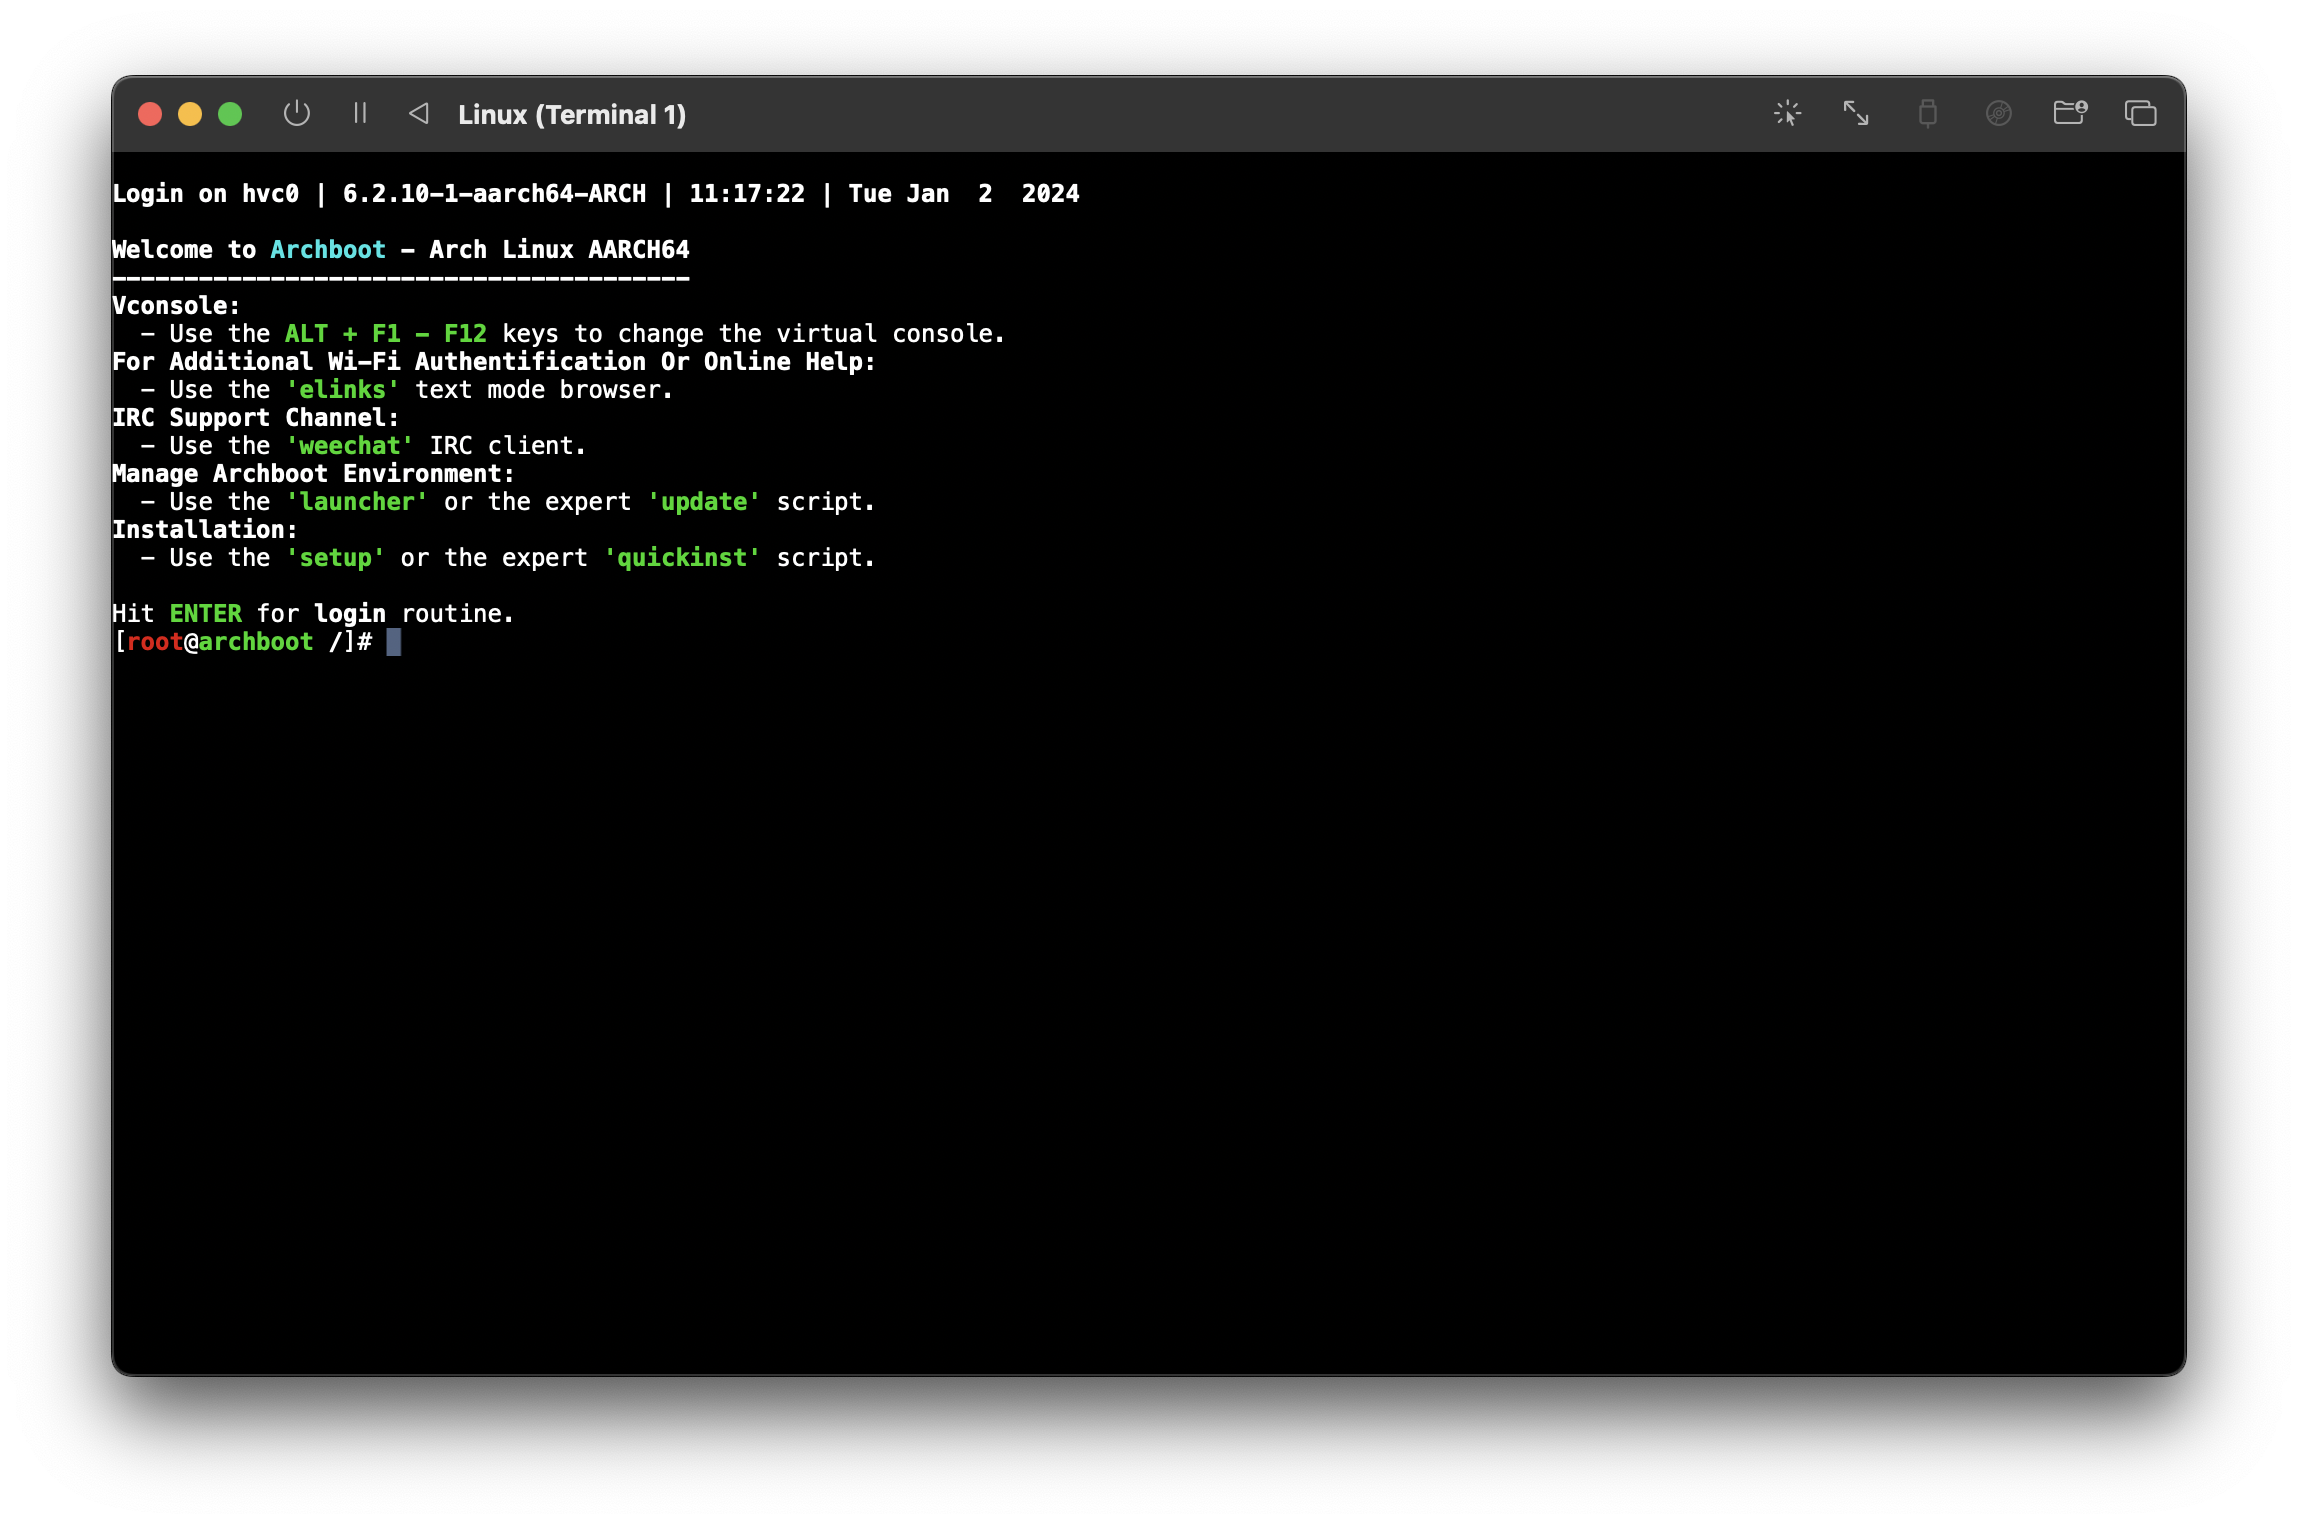 Linux (Terminal 1)
Login on hvc0 | 6.2.10-1-aarch64-ARCH | 11:17:22 | Tue Jan  2  2024
Welcome to Archboot - Arch Linux AARCH64
----------------------------------------
Vconsole:
  - Use the ALT + F1 - F12 keys to change the virtual console.
For Additional Wi-Fi Authentification Or Online Help:
  - Use the 'elinks' text mode browser.
IRC Support Channel:
  - Use the 'weechat' IRC client.
Manage Archboot Environment:
  - Use the 'launcher' or the expert 'update' script.
Installation:
  - Use the 'setup' or the expert 'quickinst' script.
Hit ENTER for login routine.
[root@archboot /]#